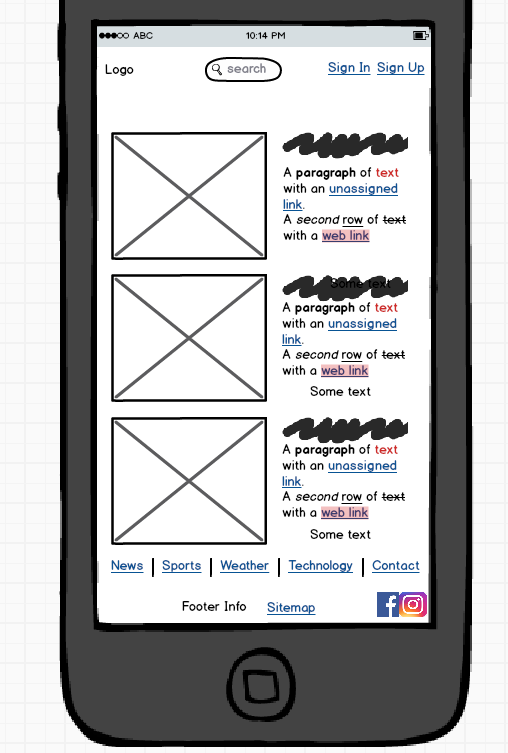 ABC 10:14 PM
Logo search Sign In Sign Up
A paragraph of text
with an unassigned
link.
A second row of text
with a web link
Some text
A paragraph of text
with an unassigned
link.
A second row of text
with a web link
Some text
A paragraph of text
with an unassigned
link.
A second row of text
with a web link
Some text
News Sports Weather Technology Contact
Footer Info Sitemap